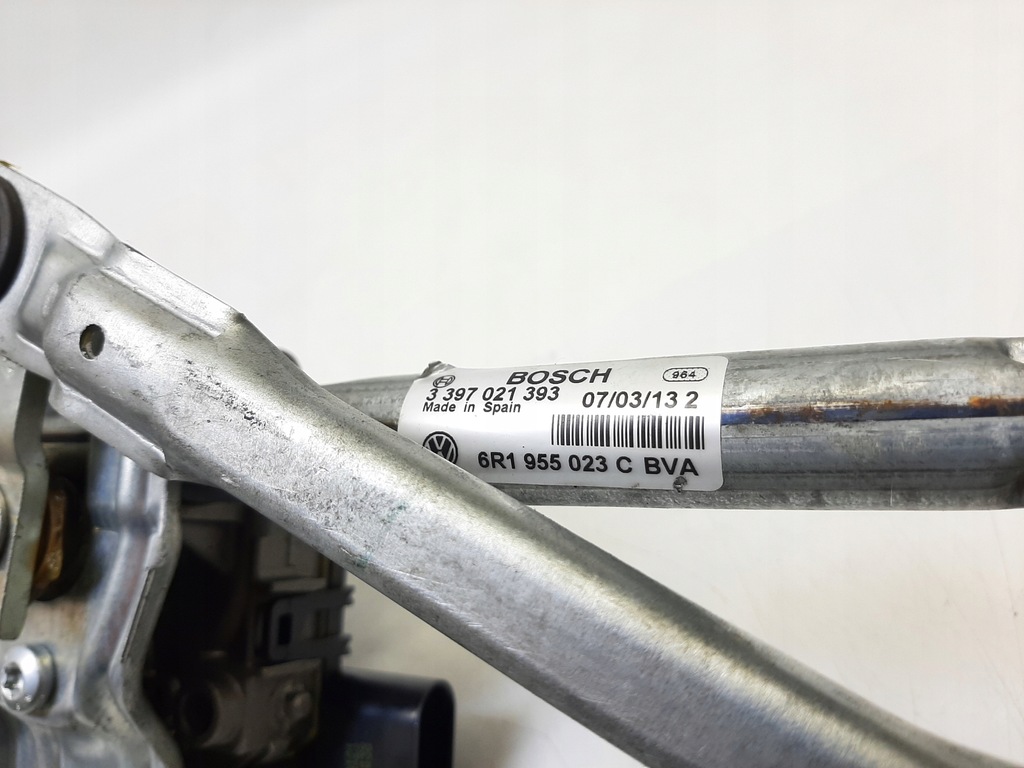 BOSCH 964
3 397 021 393 07/03/13 2
Made in Spain
6R1 955 023 C BVA